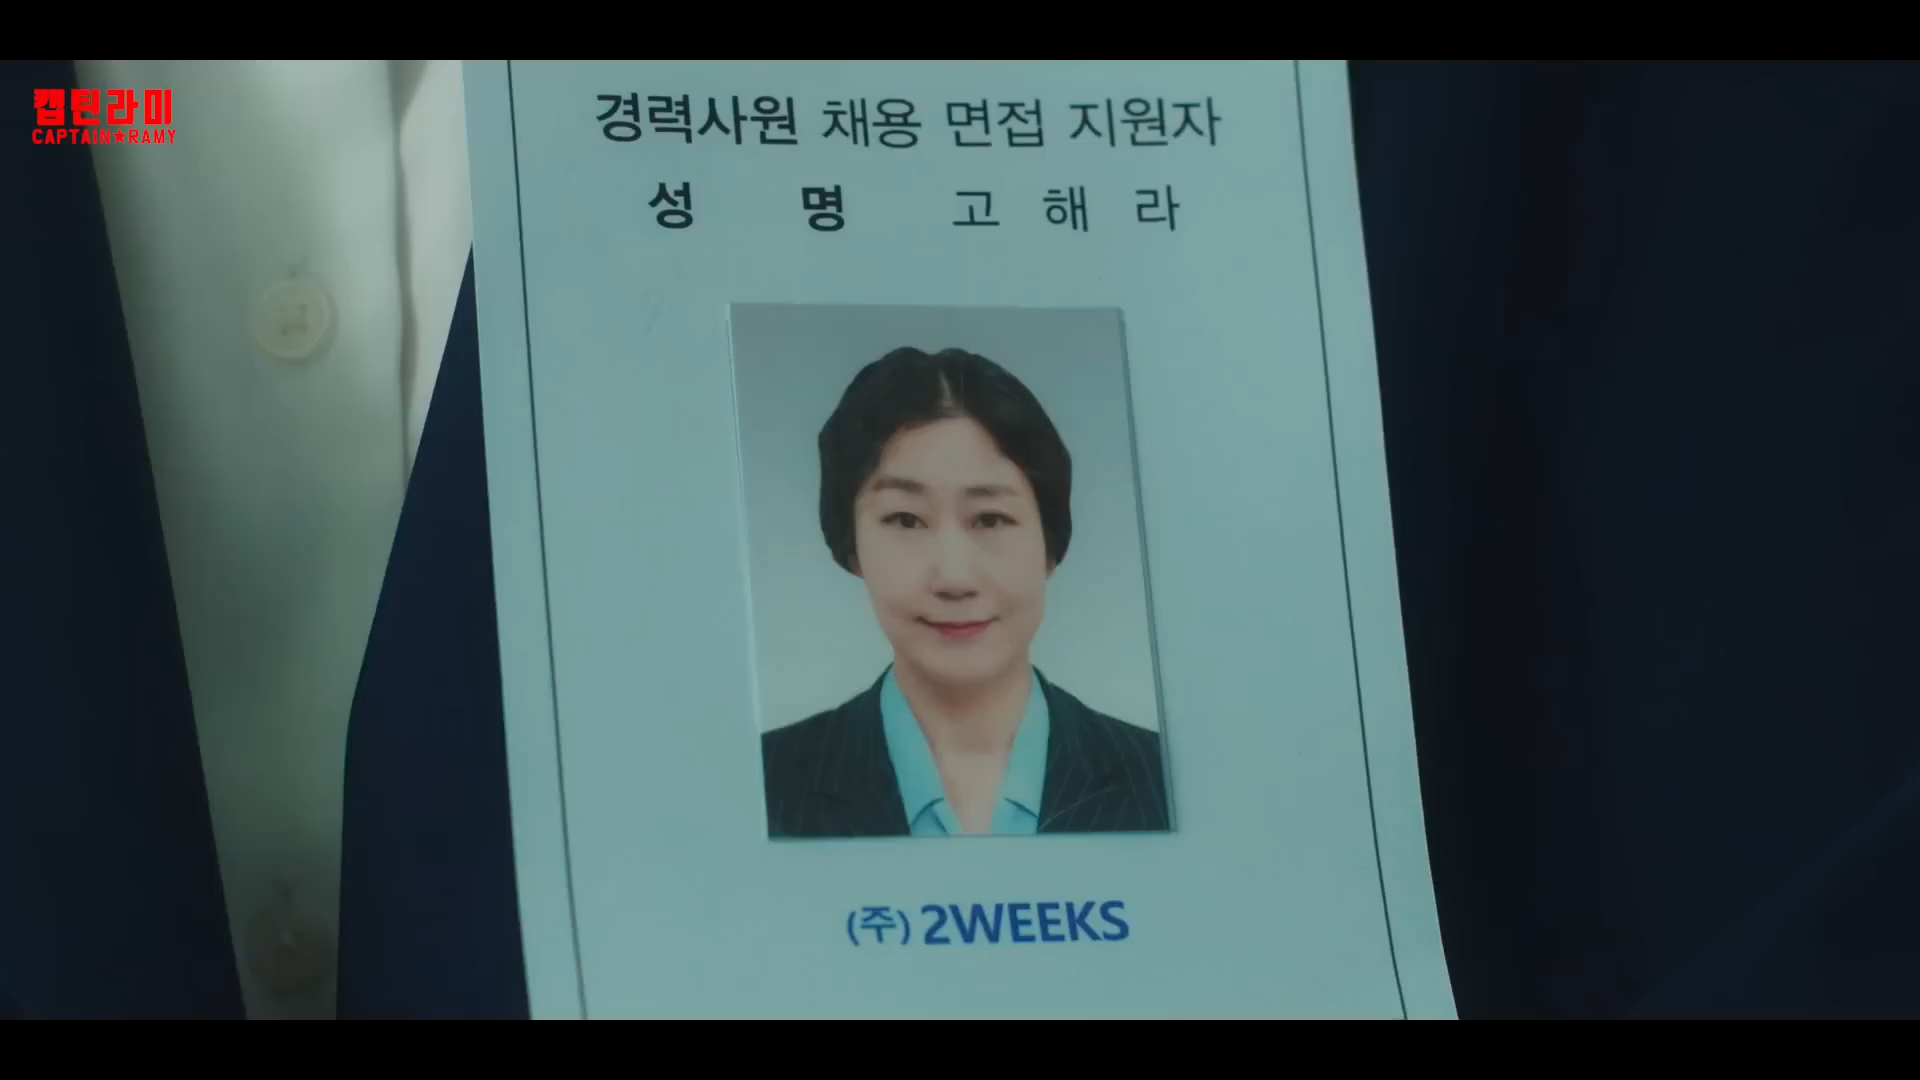 캡틴라미
CAPTAIN★RAMY
경력사원 채용 면접 지원자
성 명 고 해 라
(주) 2WEEKS